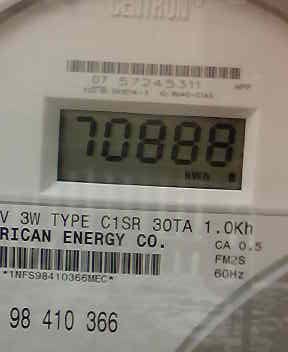 CENTRON
07 57245311
70888
kWh
V 3W TYPE C1SR 30TA 1.0Kh
RICAN ENERGY CO.
CA 0.5
FM2S
60Hz
*1NFS98410366MEC*
98 410 366